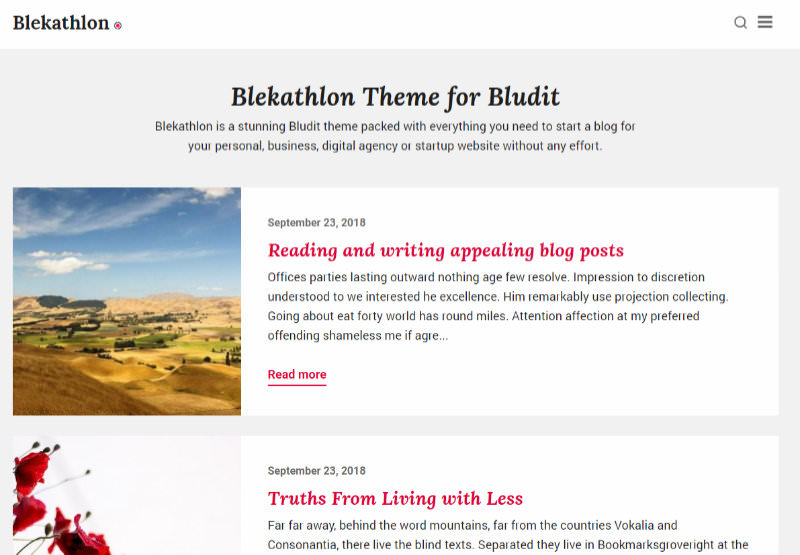 Blekathlon
Blekathlon Theme for Bludit
Blekathlon is a stunning Bludit theme packed with everything you need to start a blog for
your personal, business, digital agency or startup website without any effort.
September 23, 2018
Reading and writing appealing blog posts
Offices parties lasting outward nothing age few resolve. Impression to discretion
understood to we interested he excellence. Him remarkably use projection collecting.
Going about eat forty world has round miles. Attention affection at my preferred
offending shameless me if agre...
Read more
September 23, 2018
Truths From Living with Less
Far far away, behind the word mountains, far from the countries Vokalia and
Consonantia, there live the blind texts. Separated they live in Bookmarksgroveright at the